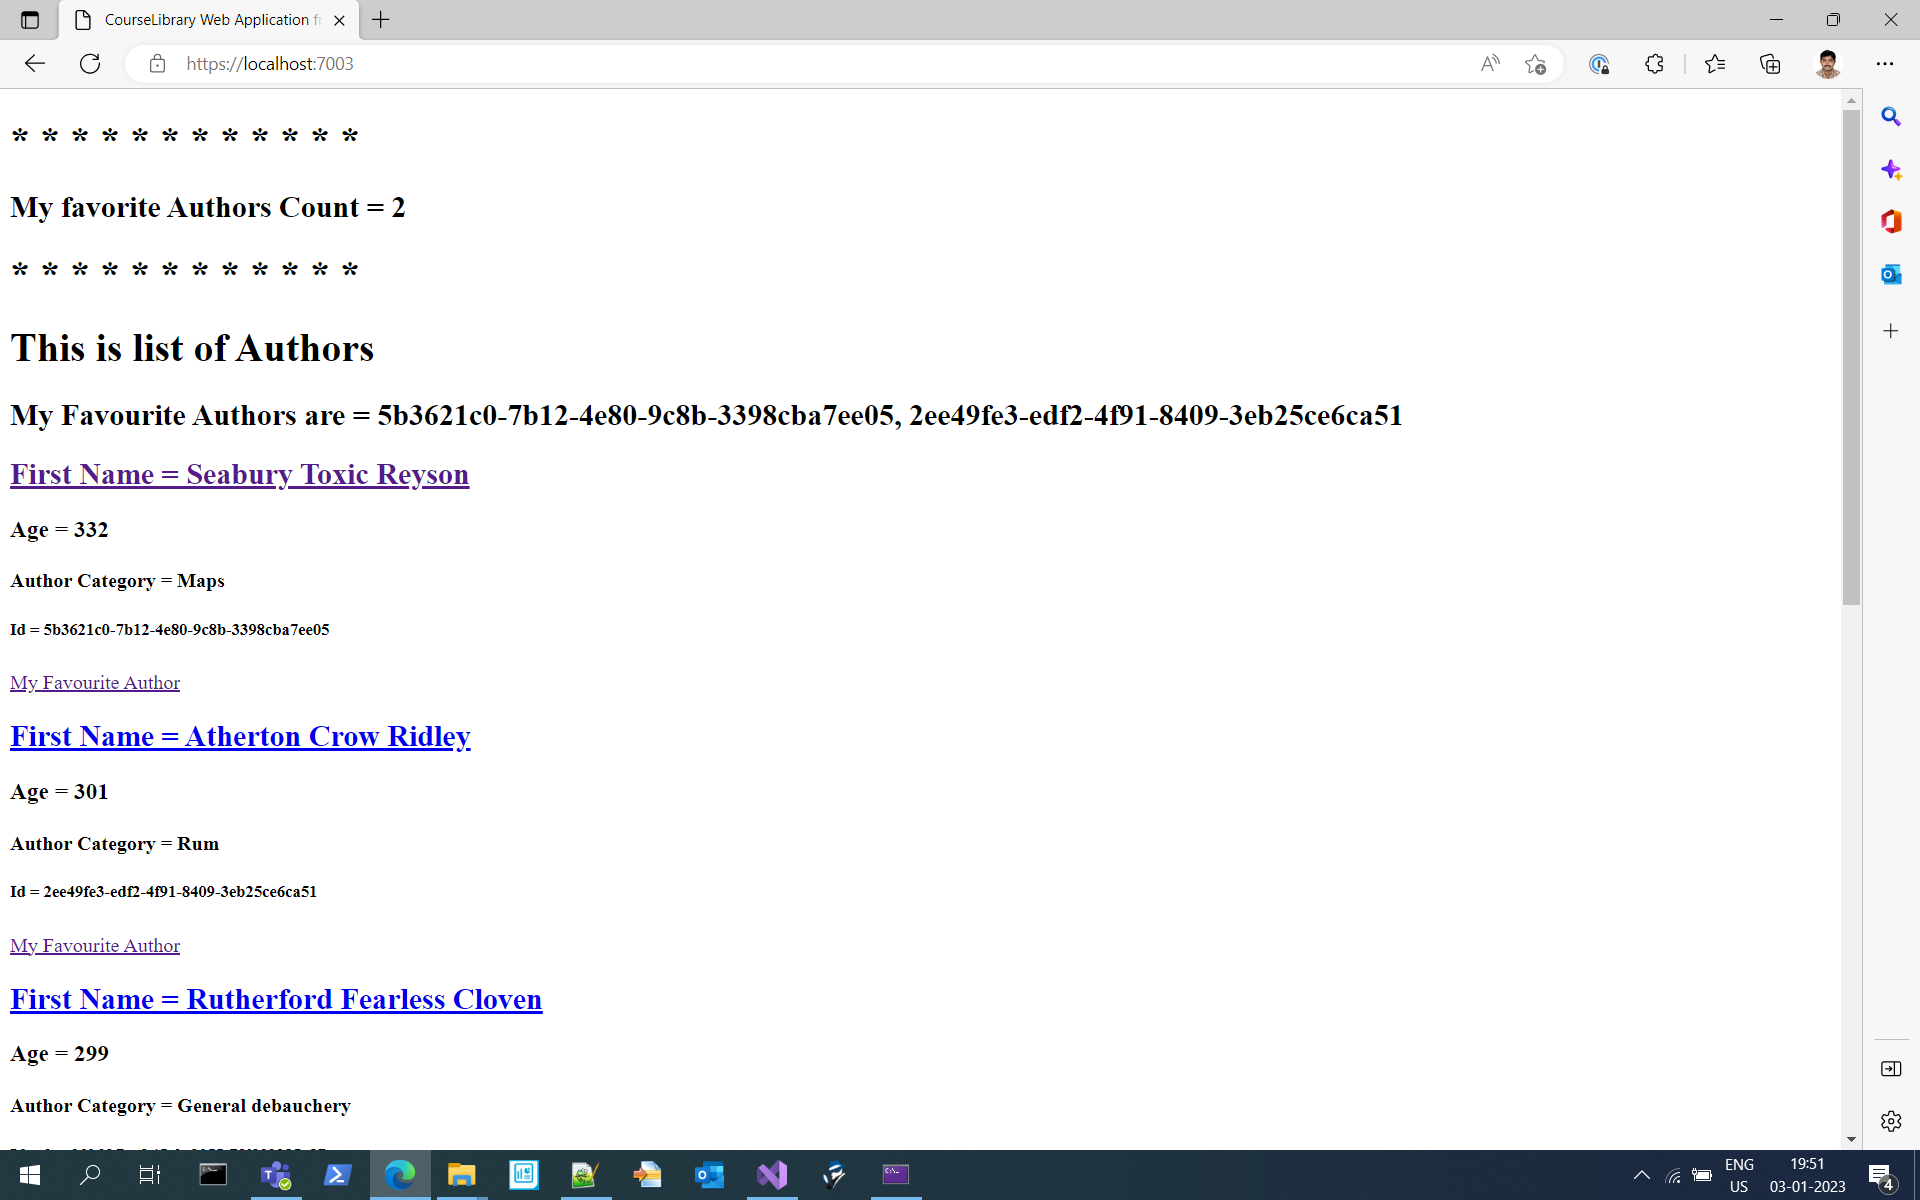 CourseLibrary Web Application fr
https://localhost:7003
* * * * * * * * * * * *
My favorite Authors Count = 2
* * * * * * * * * * * *
This is list of Authors
My Favourite Authors are = 5b3621c0-7b12-4e80-9c8b-3398cba7ee05, 2ee49fe3-edf2-4f91-8409-3eb25ce6ca51
First Name = Seabury Toxic Reyson
Age = 332
Author Category = Maps
Id = 5b3621c0-7b12-4e80-9c8b-3398cba7ee05
My Favourite Author
First Name = Atherton Crow Ridley
Age = 301
Author Category = Rum
Id = 2ee49fe3-edf2-4f91-8409-3eb25ce6ca51
My Favourite Author
First Name = Rutherford Fearless Cloven
Age = 299
Author Category = General debauchery
ENG
US
19:51
03-01-2023
4